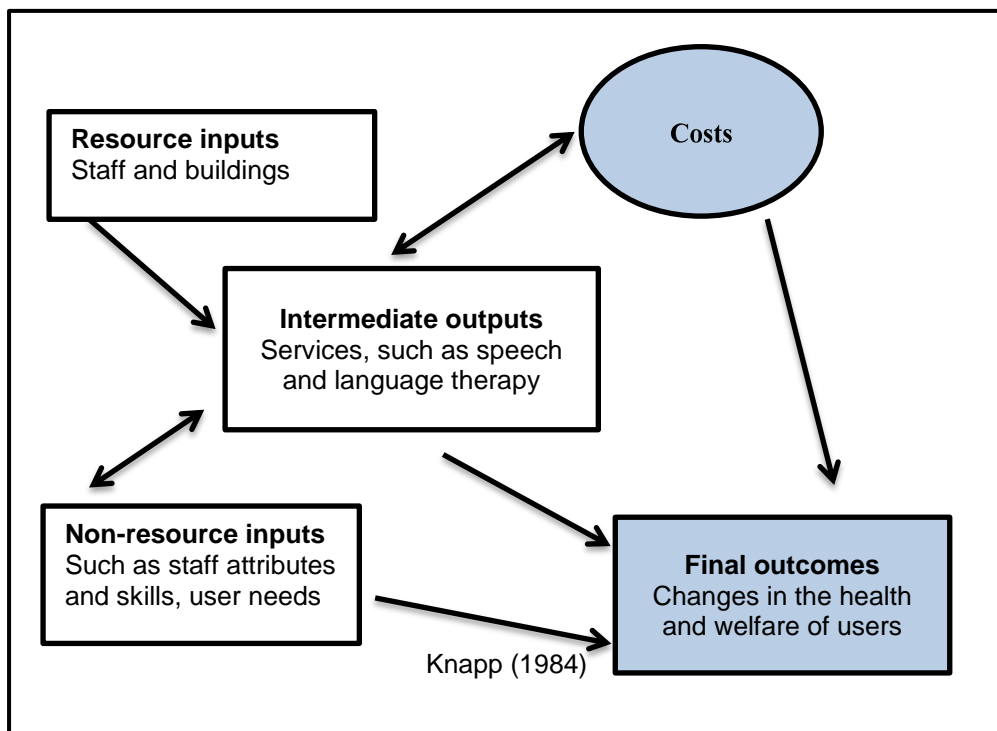 Costs
Resource inputs
Staff and buildings
Intermediate outputs
Services, such as speech
and language therapy
Non-resource inputs
Such as staff attributes
and skills, user needs
Final outcomes
Changes in the health
and welfare of users
Knapp (1984)